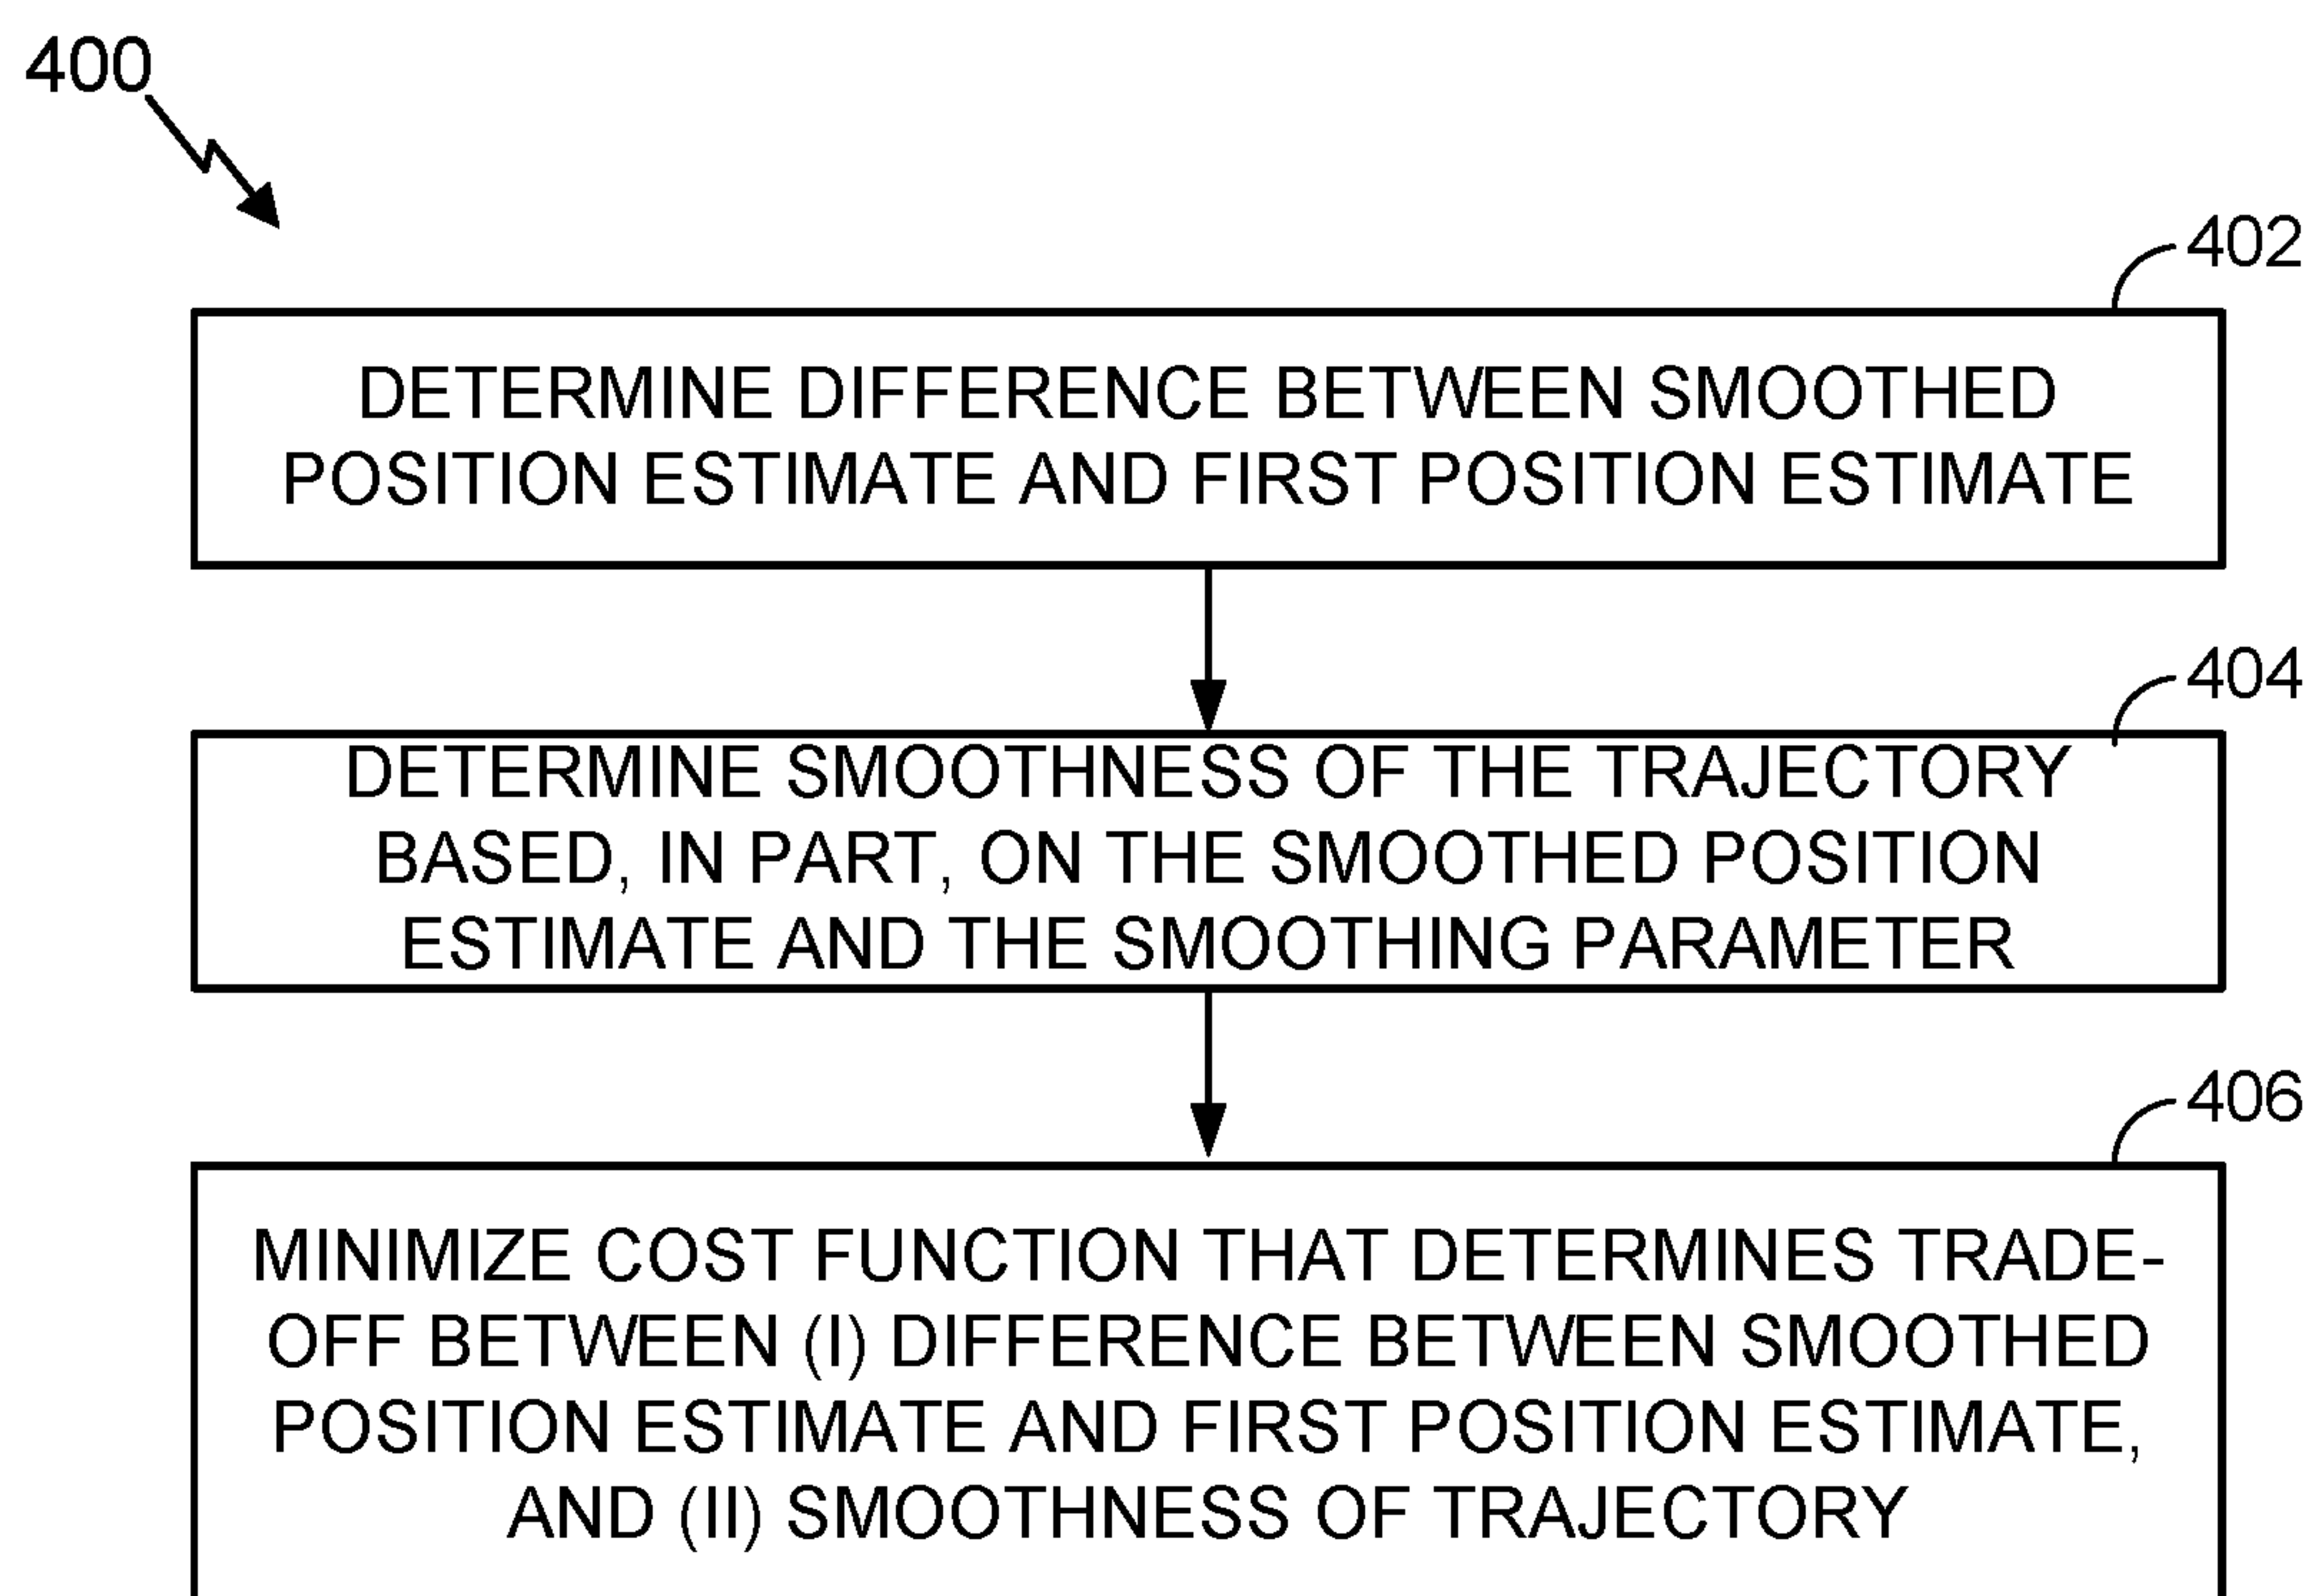 400
402
DETERMINE DIFFERENCE BETWEEN SMOOTHED
POSITION ESTIMATE AND FIRST POSITION ESTIMATE
404
DETERMINE SMOOTHNESS OF THE TRAJECTORY
BASED, IN PART, ON THE SMOOTHED POSITION
ESTIMATE AND THE SMOOTHING PARAMETER
406
MINIMIZE COST FUNCTION THAT DETERMINES TRADE-
OFF BETWEEN (I) DIFFERENCE BETWEEN SMOOTHED
POSITION ESTIMATE AND FIRST POSITION ESTIMATE,
AND (II) SMOOTHNESS OF TRAJECTORY